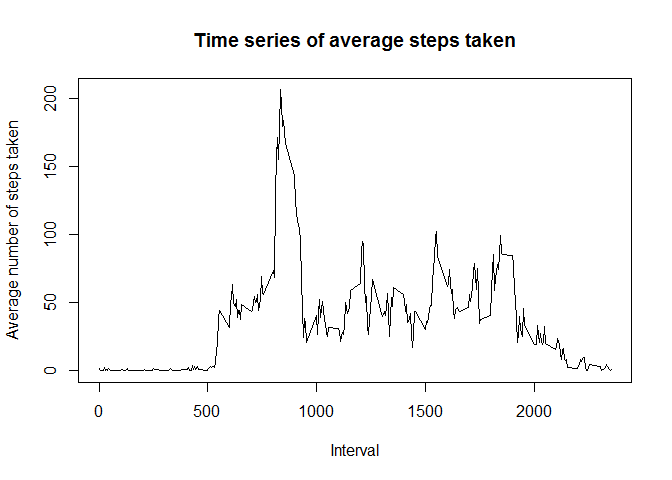 Time series of average steps taken
Average number of steps taken
200
150
100
50
0
0 500 1000 1500 2000
Interval